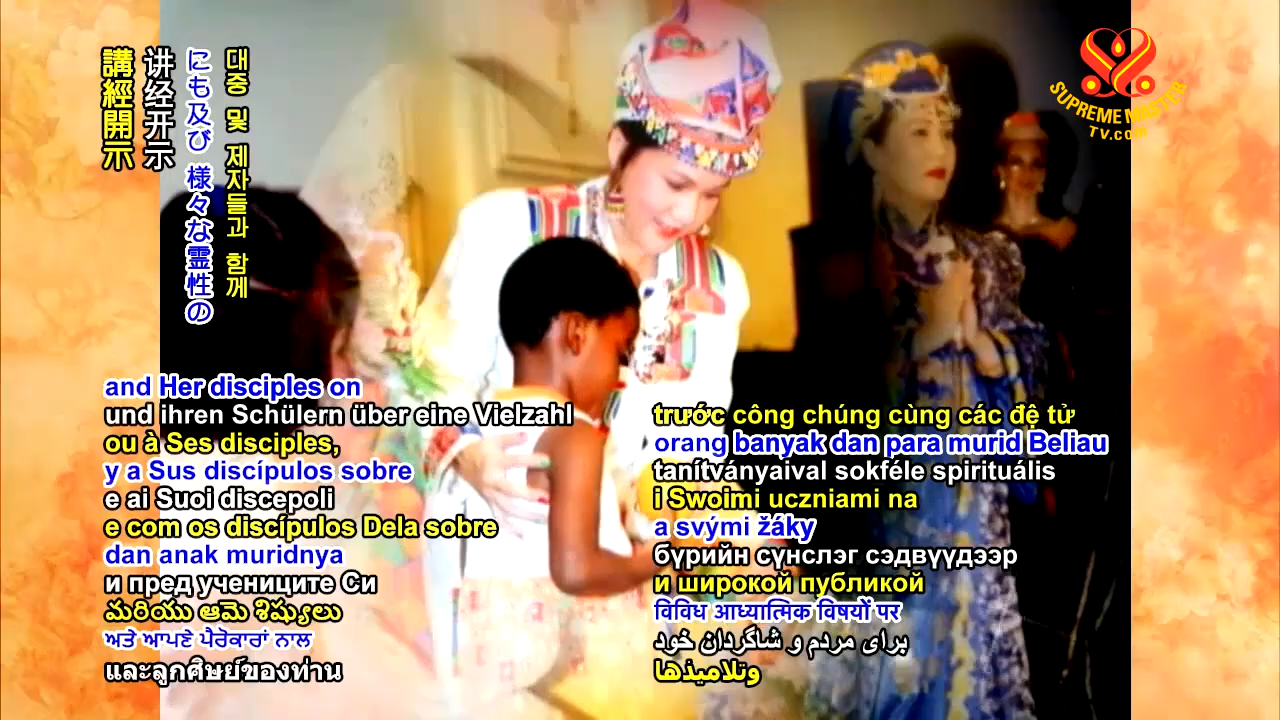 講經開示
讲经开示
にも及び 様々な霊性の
대중 및 제자들과 함께
SUPREME MASTER
TV.com
and Her disciples on
und ihren Schülern über eine Vielzahl
ou à Ses disciples,
y a Sus discípulos sobre
e ai Suoi discepoli
e com os discípulos Dela sobre
dan anak muridnya
и пред учениците Си
మరియు ఆమె శిష్యులు
ਅਤੇ ਆਪਣੇ ਪੈਰੋਕਾਰਾਂ ਨਾਲ
และลูกศิษย์ของท่าน
trước công chúng cùng các đệ tử
orang banyak dan para murid Beliau
tanítványaival sokféle spirituális
i Swoimi uczniami na
a svými žáky
бүрийн сүнслэг сэдвүүдээр
и широкой публикой
विविध आध्यात्मिक विषयों पर
برای مردم و شاگردان خود
وتلاميذها